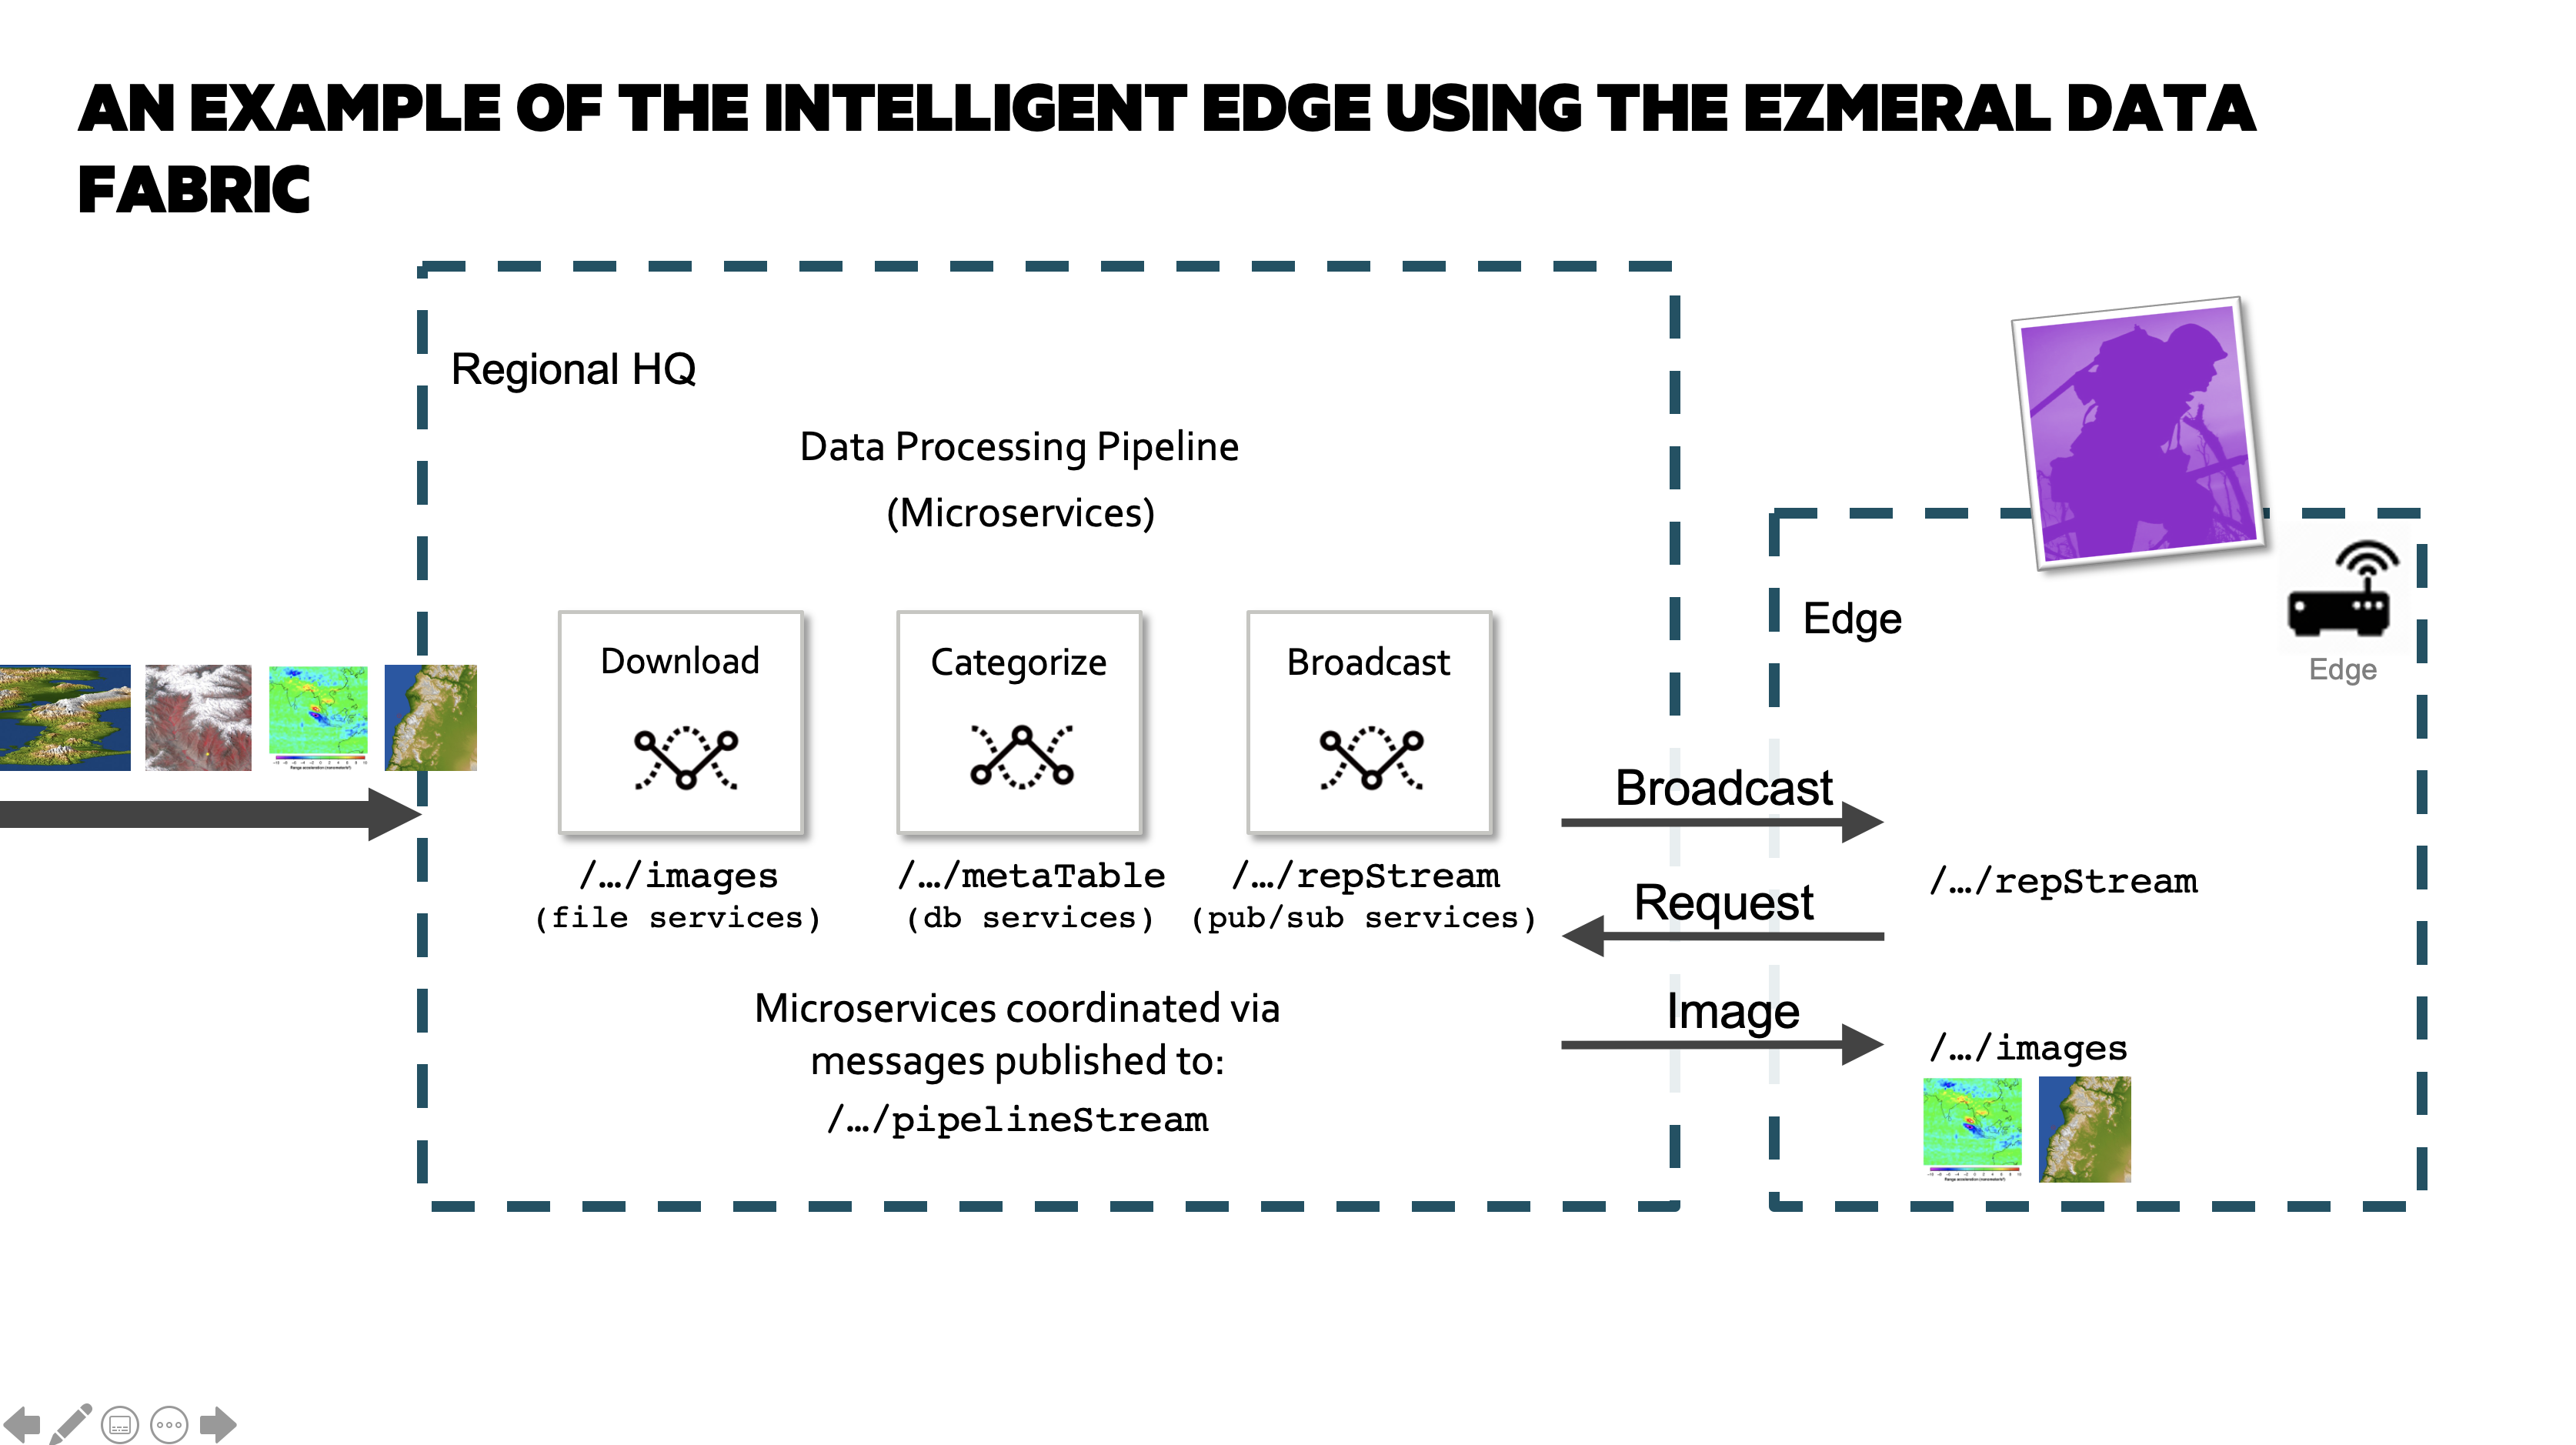 AN EXAMPLE OF THE INTELLIGENT EDGE USING THE EZMERAL DATA
FABRIC
Regional HQ
Data Processing Pipeline
(Microservices)
Download
Categorize
Broadcast
/…/images
(file services)
/…/metaTable
(db services)
/…/repStream
(pub/sub services)
Microservices coordinated via
messages published to:
/…/pipelineStream
Broadcast
Request
Image
Edge
Edge
/…/repStream
/…/images